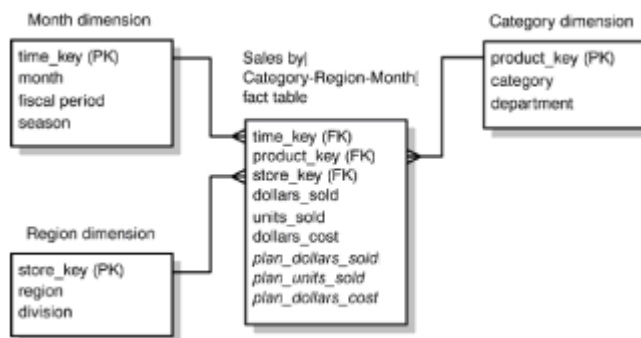 Month dimension
time_key (PK)
month
fiscal period
season
Sales by|
Category-Region-Month(
fact table
time_key (FK)
product_key (FK)
store_key (FK)
dollars_sold
units_sold
dollars_cost
plan_dollars_sold
plan_units_sold
plan_dollars_cost
Category dimension
product_key (PK)
category
department
Region dimension
store_key (PK)
region
division